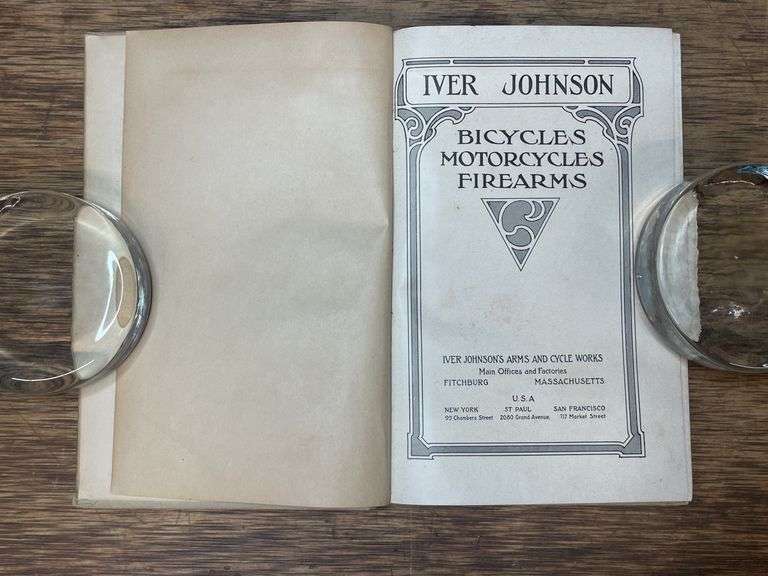 IVER JOHNSON
BICYCLES
MOTORCYCLES
FIREARMS
IVER JOHNSON'S ARMS AND CYCLE WORKS
Main Offices and Factories
FITCHBURG MASSACHUSETTS
U.S.A
NEW YORK ST PAUL SAN FRANCISCO
99 Chambers Street 2080 Grand Avenue, 717 Market Street